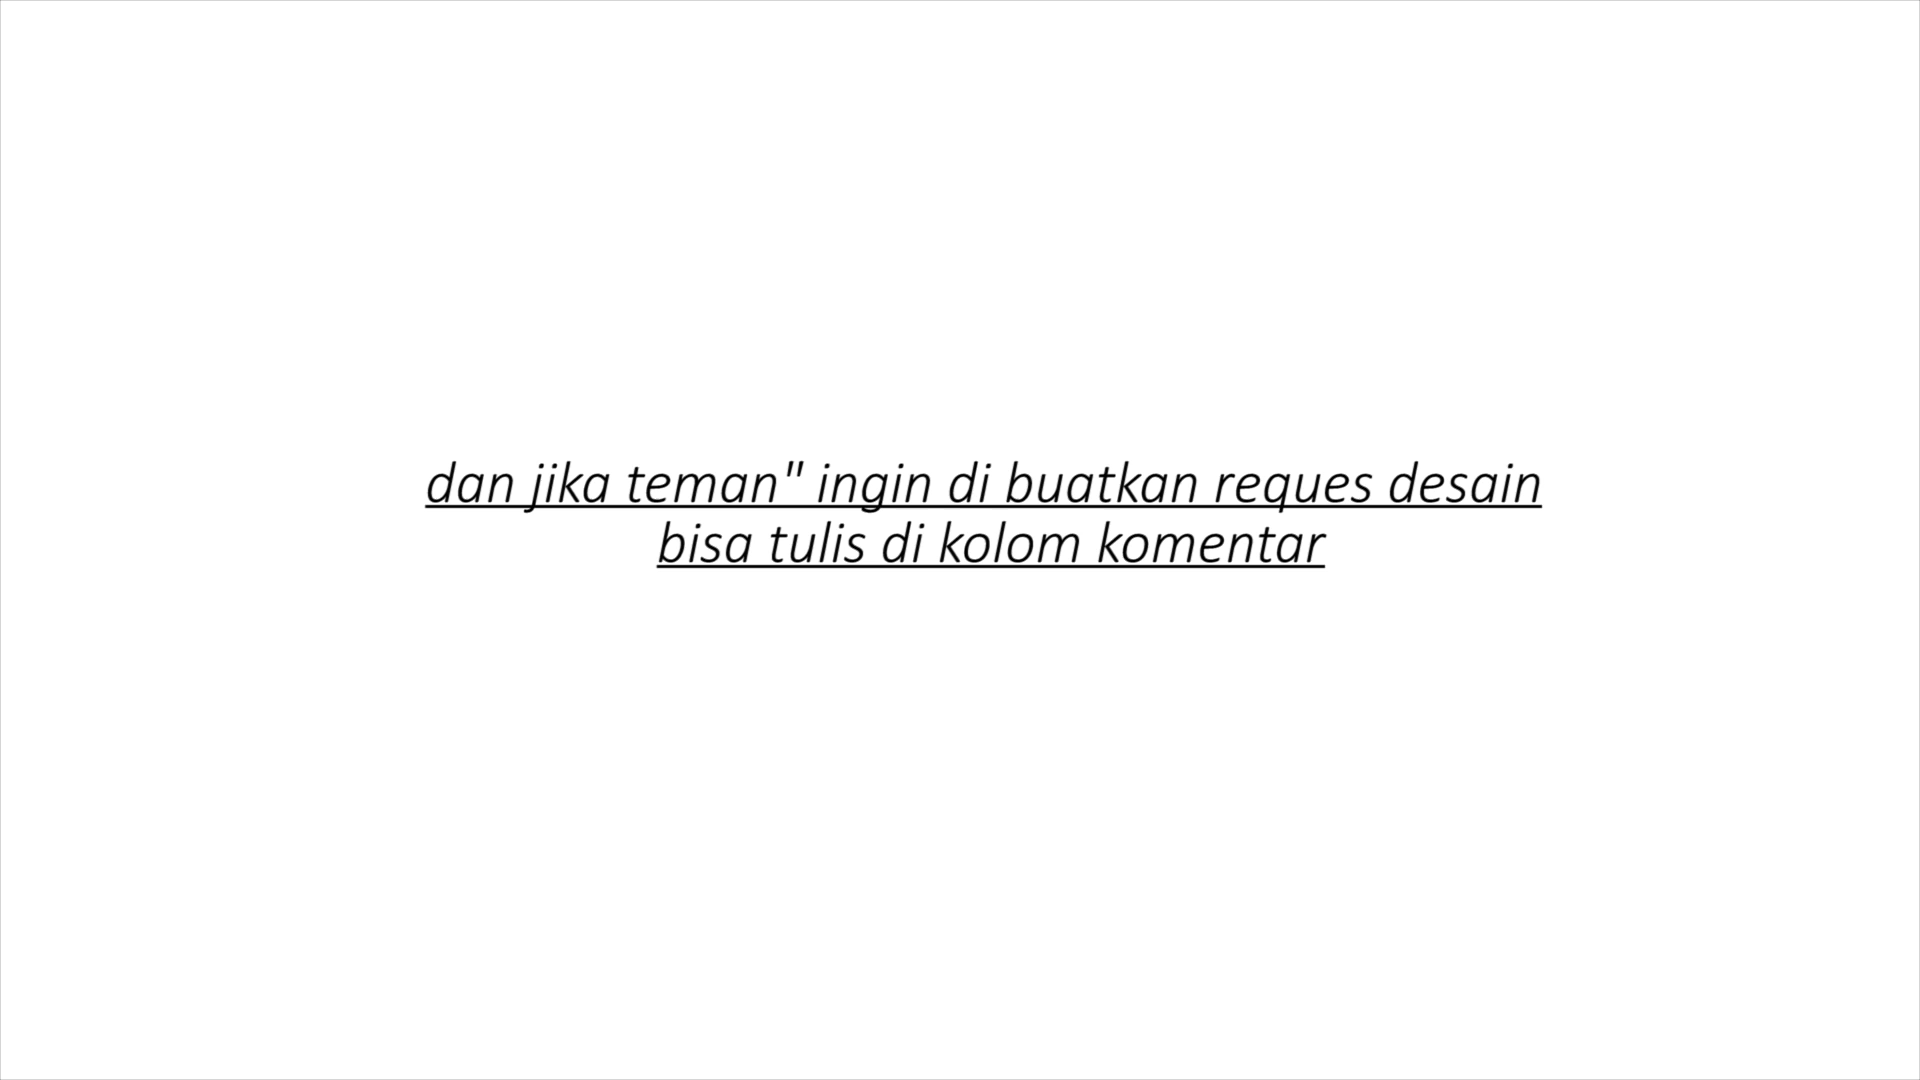 dan jika teman" ingin di buatkan reques desain
bisa tulis di kolom komentar